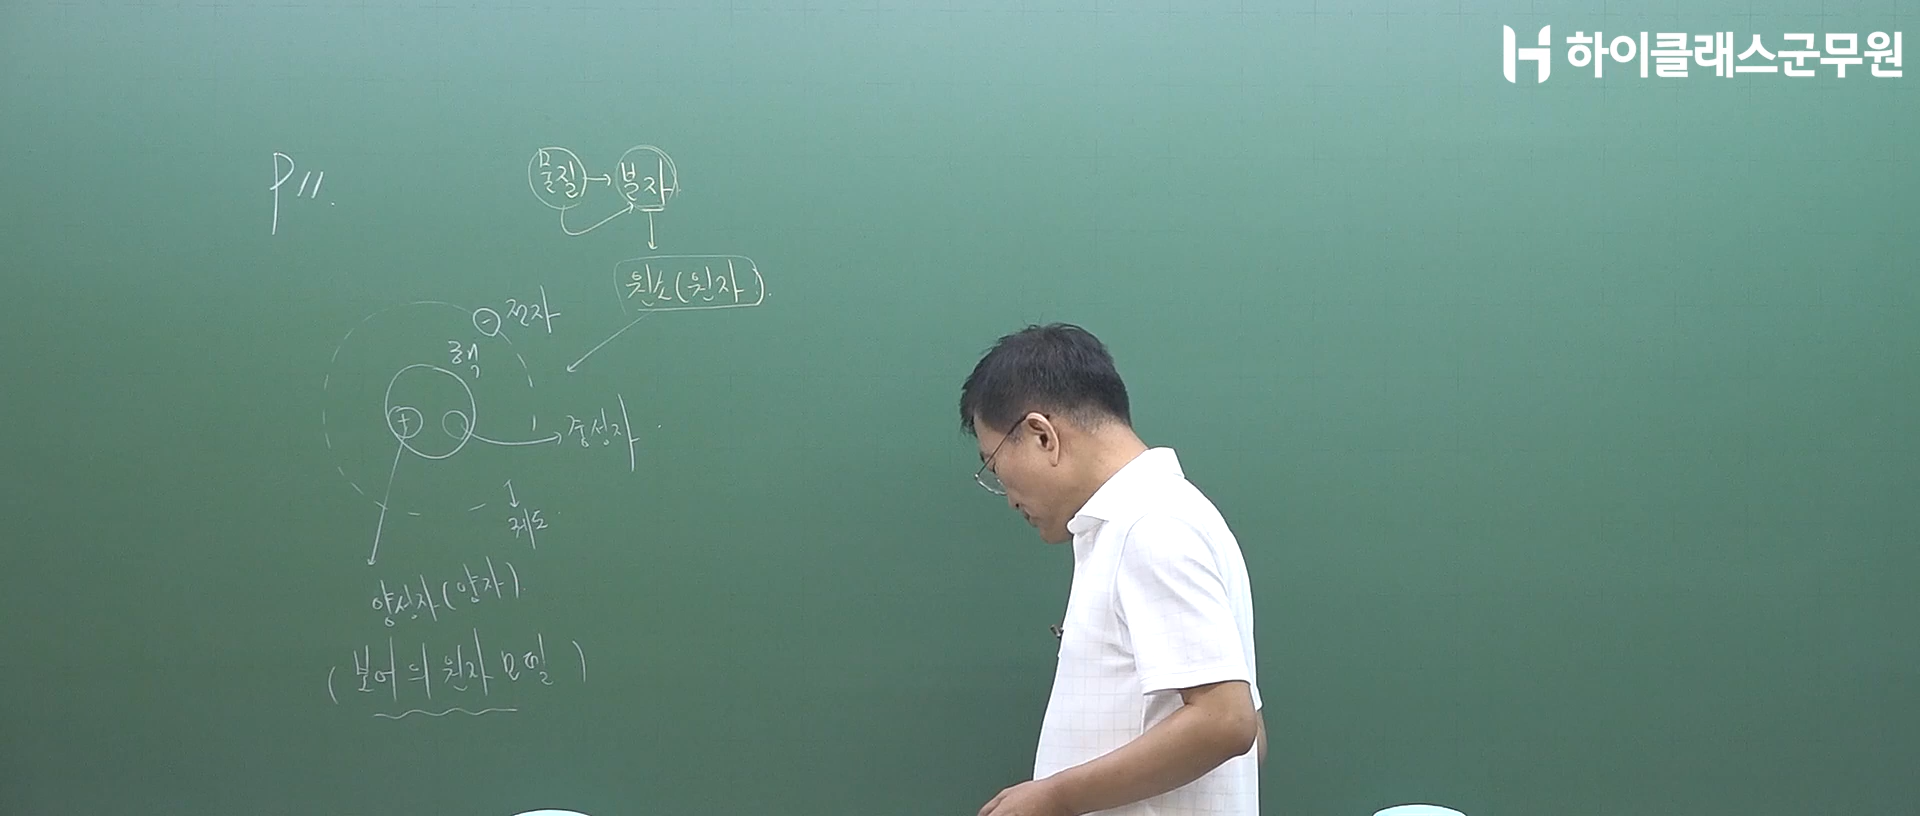 하이클래스군무원
P11.
물질 → 분자
원소(원자).
전자
핵
+
중성자
궤도
양성자(양자).
(보어의 원자 모델)